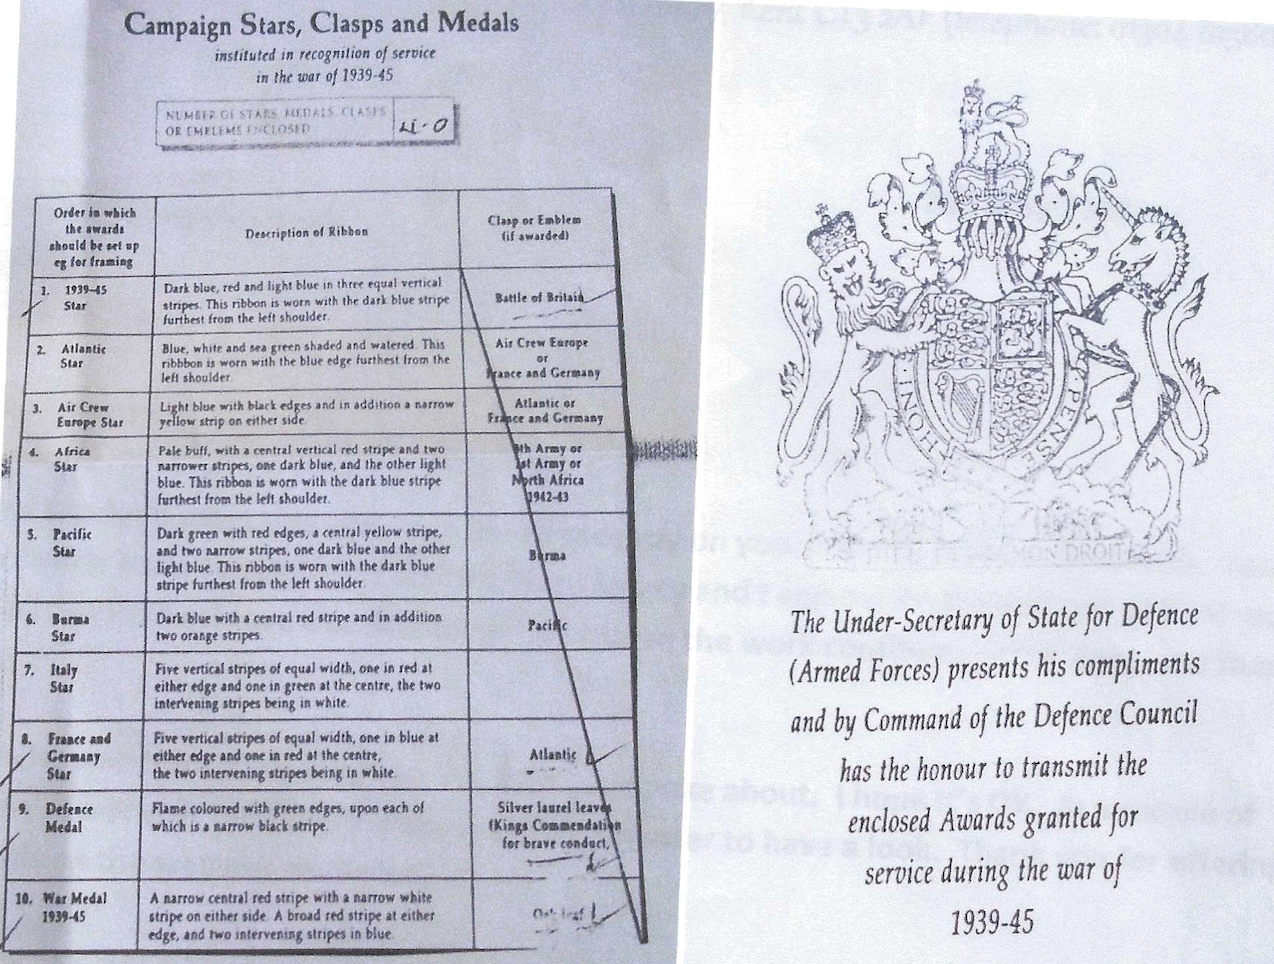 Campaign Stars, Clasps and Medals
instituted in recognition of service
in the war of 1939-45
NUMBER OF STARS, MEDALS, CLASPS
OR EMBLEMS ENCLOSED
Order in which
the awards
should be set up
eg for framing
Description of Ribbon
Clasp or Emblem
(if awarded)
1. 1939-45
Star
Dark blue, red and light blue in three equal vertical
stripes. This ribbon is worn with the dark blue stripe
furthest from the left shoulder.
Battle of Britain
2. Atlantic
Star
Blue, white and sea green shaded and watered. This
ribbbon is worn with the blue edge furthest from the
left shoulder.
Air Crew Europe
or
France and Germany
3. Air Crew
Europe Star
Light blue with black edges and in addition a narrow
yellow strip on either side.
Atlantic or
France and Germany
4. Africa
Star
Pale buff, with a central vertical red stripe and two
narrower stripes, one dark blue, and the other light
blue. This ribbon is worn with the dark blue stripe
furthest from the left shoulder.
8th Army or
1st Army or
North Africa
1942-43
5. Pacific
Star
Dark green with red edges, a central yellow stripe,
and two narrow stripes, one dark blue and the other
light blue. This ribbon is worn with the dark blue
stripe furthest from the left shoulder.
Burma
6. Burma
Star
Dark blue with a central red stripe and in addition
two orange stripes.
Pacific
7. Italy
Star
Five vertical stripes of equal width, one in red at
either edge and one in green at the centre, the two
intervening stripes being in white.
8. France and
Germany
Star
Five vertical stripes of equal width, one in blue at
either edge and one in red at the centre,
the two intervening stripes being in white.
Atlantic
9. Defence
Medal
Flame coloured with green edges, upon each of
which is a narrow black stripe.
Silver laurel leaves
(Kings Commendation
for brave conduct,
10. War Medal
1939-45
A narrow central red stripe with a narrow white
stripe on either side. A broad red stripe at either
edge, and two intervening stripes in blue.
Oak leaf
HONI
PENSE
MON DROIT
The Under-Secretary of State for Defence
(Armed Forces) presents his compliments
and by Command of the Defence Council
has the honour to transmit the
enclosed Awards granted for
service during the war of
1939-45